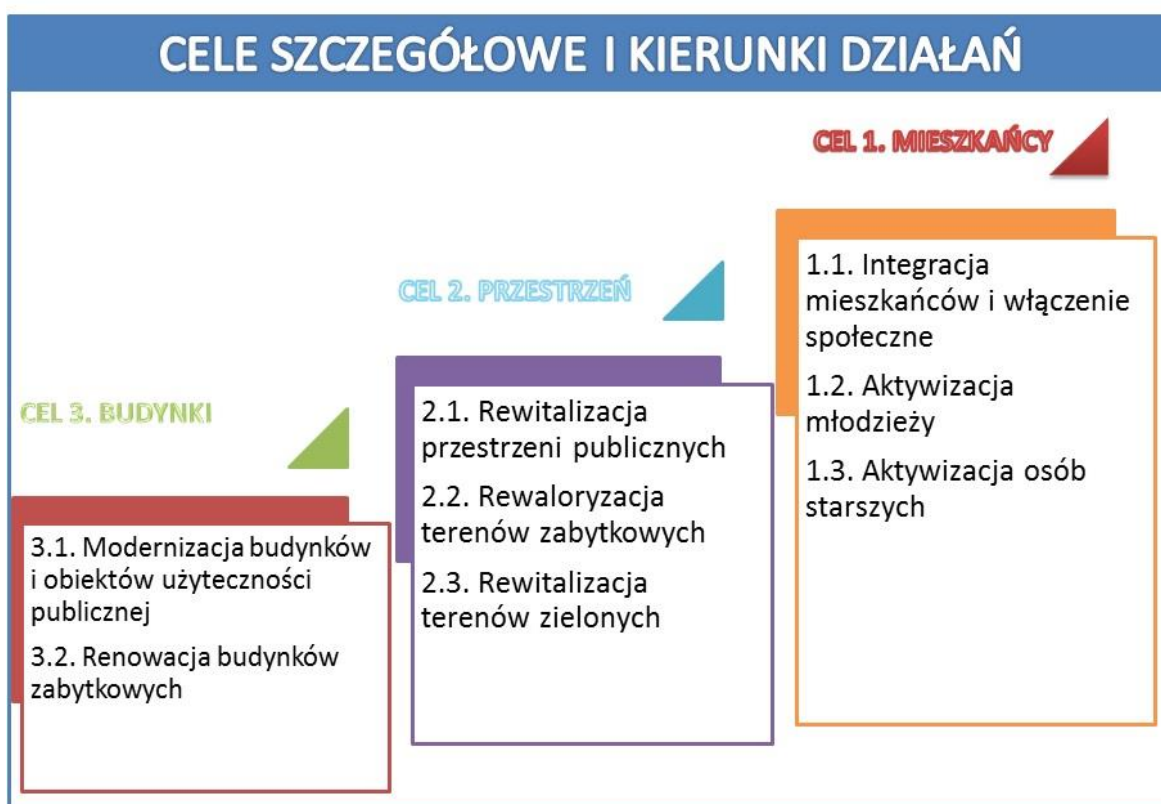 CELE SZCZEGÓŁOWE I KIERUNKI DZIAŁAŃ
CEL 1. MIESZKAŃCY
1.1. Integracja
mieszkańców i włączenie
społeczne
1.2. Aktywizacja
młodzieży
1.3. Aktywizacja osób
starszych
CEL 2. PRZESTRZEŃ
2.1. Rewitalizacja
przestrzeni publicznych
2.2. Rewaloryzacja
terenów zabytkowych
2.3. Rewitalizacja
terenów zielonych
CEL 3. BUDYNKI
3.1. Modernizacja budynków
i obiektów użyteczności
publicznej
3.2. Renowacja budynków
zabytkowych